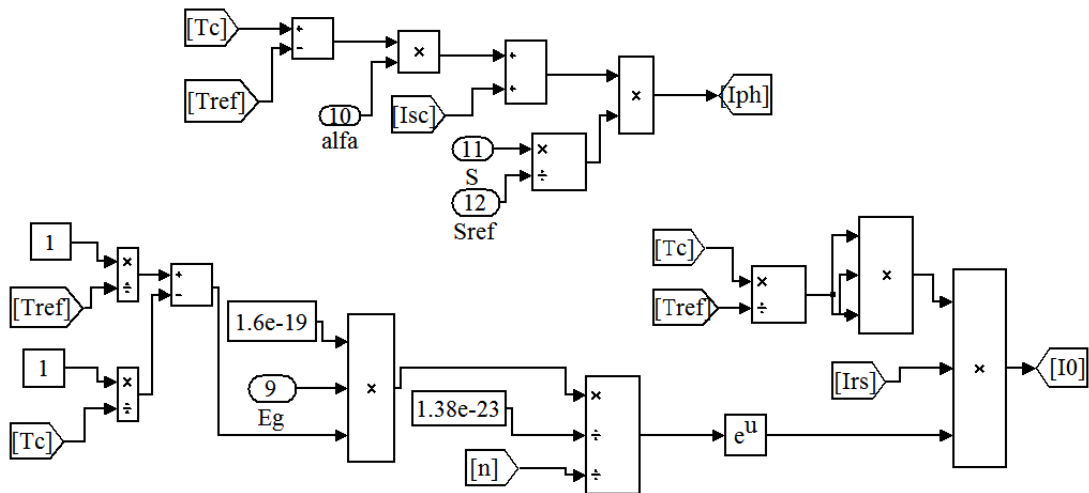 [Tc]
[Tref]
10
alfa
[Isc]
[Iph]
11
S
12
Sref
1
[Tref]
1
[Tc]
1.6e-19
9
Eg
1.38e-23
[n]
e^u
[Tc]
[Tref]
[Irs]
[I0]